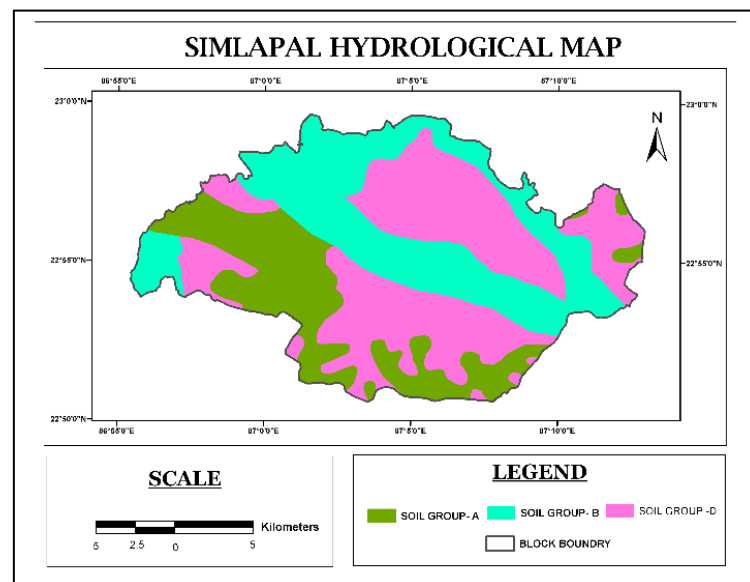 SIMLAPAL HYDROLOGICAL MAP
86°55'0"E 87°0'0"E 87°5'0"E 87°10'0"E
23°0'0"N 23°0'0"N
N
22°55'0"N 22°55'0"N
22°50'0"N 22°50'0"N
86°55'0"E 87°0'0"E 87°5'0"E 87°10'0"E
SCALE
Kilometers
5 2.5 0 5
LEGEND
SOIL GROUP- A SOIL GROUP- B SOIL GROUP -D
BLOCK BOUNDRY